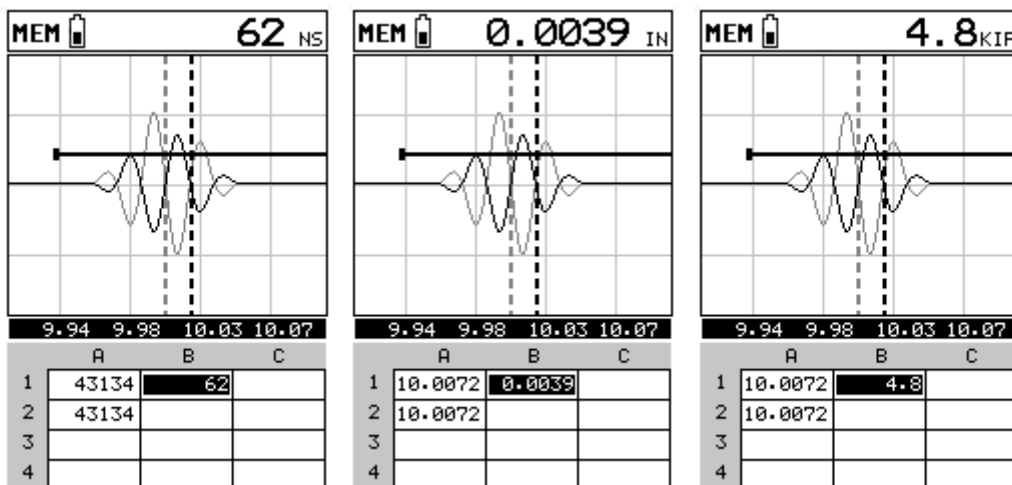 MEM 62 NS
9.94 9.98 10.03 10.07
A B C
1 43134 62
2 43134
3
4
MEM 0.0039 IN
9.94 9.98 10.03 10.07
A B C
1 10.0072 0.0039
2 10.0072
3
4
MEM 4.8 KIP
9.94 9.98 10.03 10.07
A B C
1 10.0072 4.8
2 10.0072
3
4